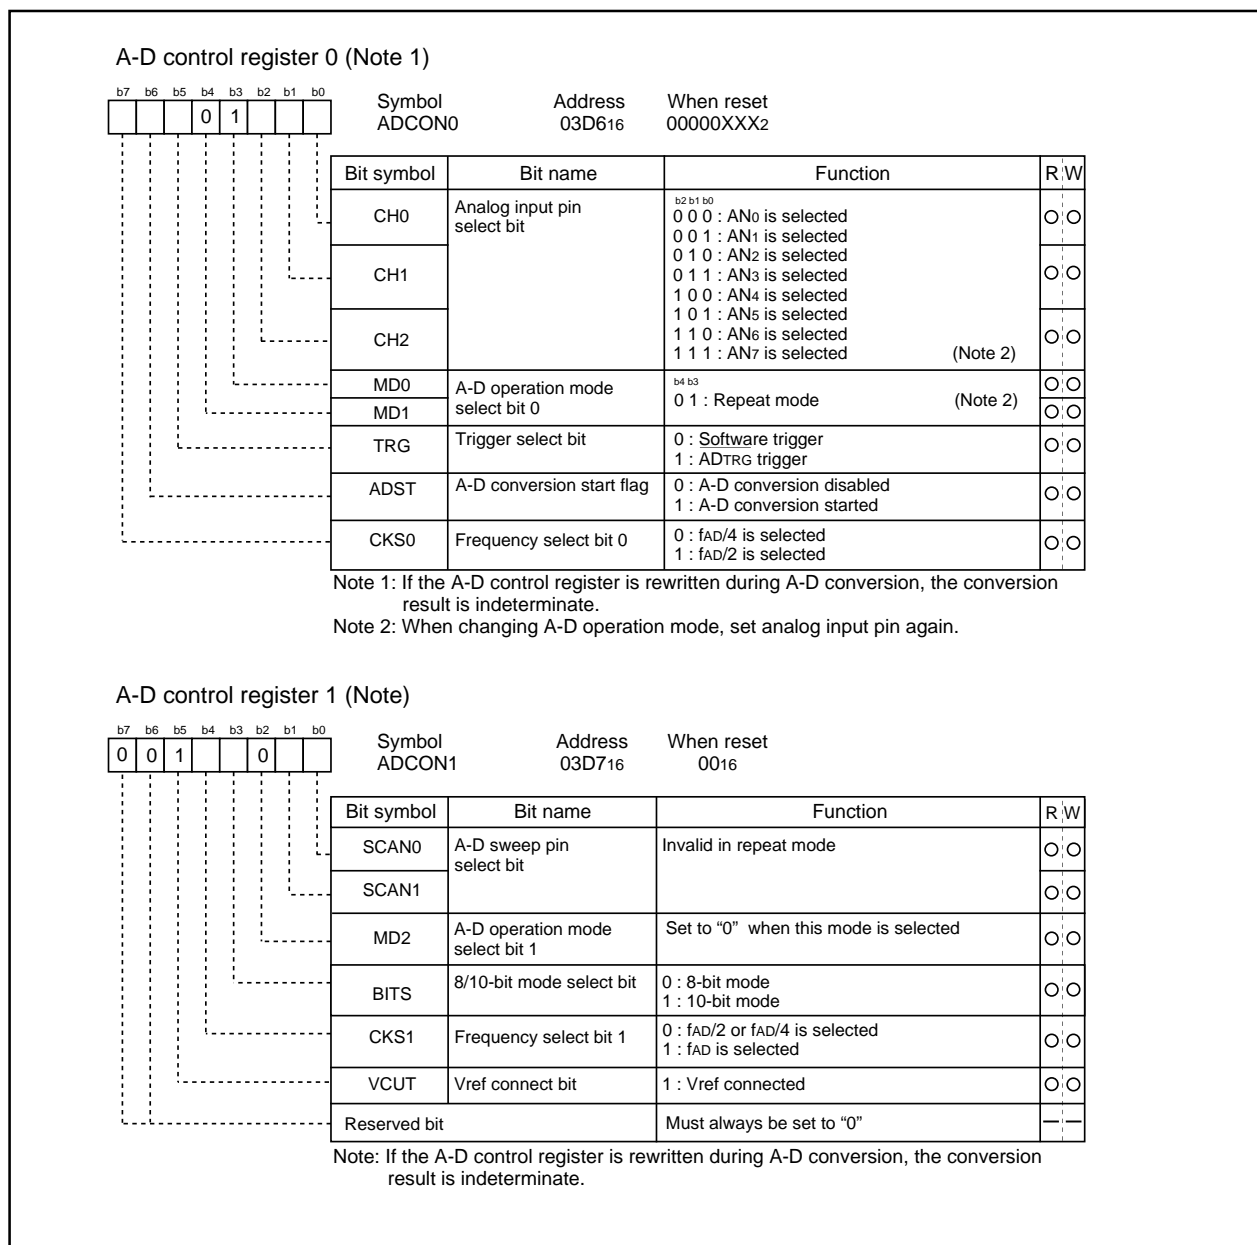 A-D control register 0 (Note 1)
b7 b6 b5 b4 b3 b2 b1 b0
0 1
Symbol Address When reset
ADCON0 03D616 00000XXX2
Bit symbol Bit name Function R W
CH0 Analog input pin select bit
b2 b1 b0
0 0 0 : AN0 is selected
0 0 1 : AN1 is selected
0 1 0 : AN2 is selected
CH1 0 1 1 : AN3 is selected
1 0 0 : AN4 is selected
1 0 1 : AN5 is selected
CH2 1 1 0 : AN6 is selected
1 1 1 : AN7 is selected (Note 2)
MD0 A-D operation mode select bit 0
b4 b3
MD1 0 1 : Repeat mode (Note 2)
TRG Trigger select bit 0 : Software trigger
1 : ADTRG trigger
ADST A-D conversion start flag 0 : A-D conversion disabled
1 : A-D conversion started
CKS0 Frequency select bit 0 0 : fAD/4 is selected
1 : fAD/2 is selected
Note 1: If the A-D control register is rewritten during A-D conversion, the conversion
result is indeterminate.
Note 2: When changing A-D operation mode, set analog input pin again.
A-D control register 1 (Note)
b7 b6 b5 b4 b3 b2 b1 b0
0 0 1 0
Symbol Address When reset
ADCON1 03D716 0016
Bit symbol Bit name Function R W
SCAN0 A-D sweep pin select bit Invalid in repeat mode
SCAN1
MD2 A-D operation mode select bit 1 Set to “0” when this mode is selected
BITS 8/10-bit mode select bit 0 : 8-bit mode
1 : 10-bit mode
CKS1 Frequency select bit 1 0 : fAD/2 or fAD/4 is selected
1 : fAD is selected
VCUT Vref connect bit 1 : Vref connected
Reserved bit Must always be set to “0”
Note: If the A-D control register is rewritten during A-D conversion, the conversion
result is indeterminate.